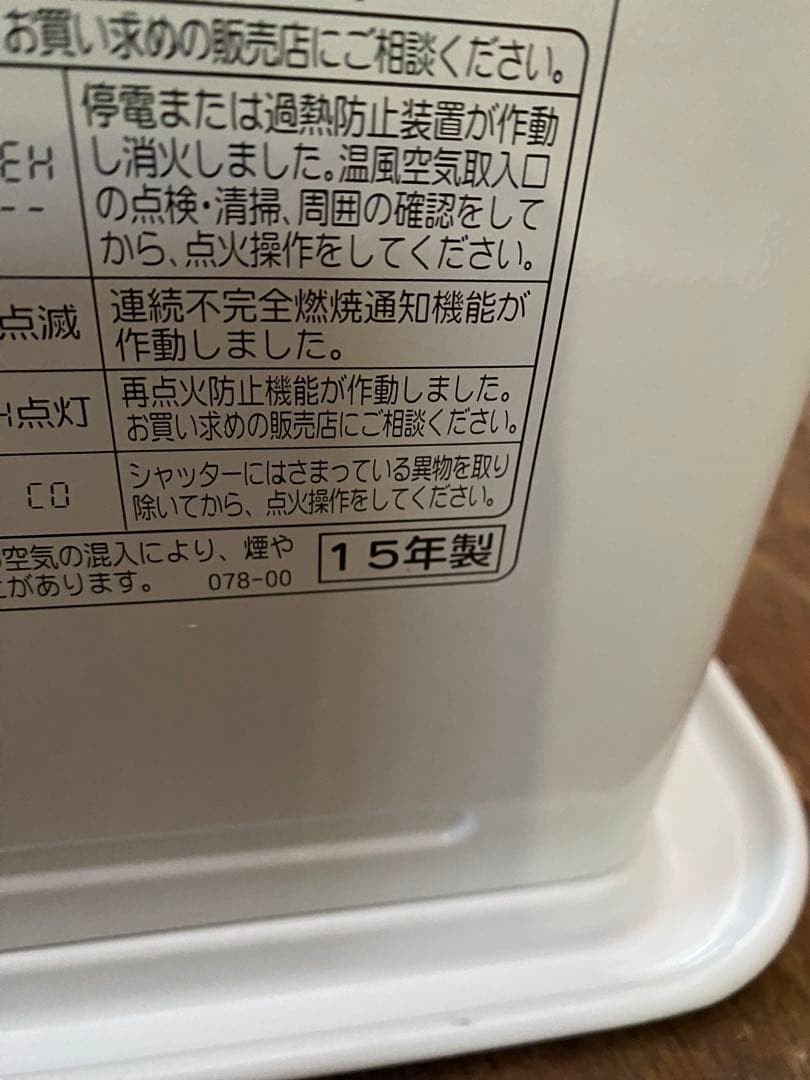 お買い求めの販売店にご相談ください。
EH
--
停電または過熱防止装置が作動
し消火しました。温風空気取入口
の点検・清掃、周囲の確認をして
から、点火操作をしてください。
点滅
連続不完全燃焼通知機能が
作動しました。
H点灯
再点火防止機能が作動しました。
お買い求めの販売店にご相談ください。
CO
シャッターにはさまっている異物を取り
除いてから、点火操作をしてください。
空気の混入により、煙や
とがあります。 078-00
15年製